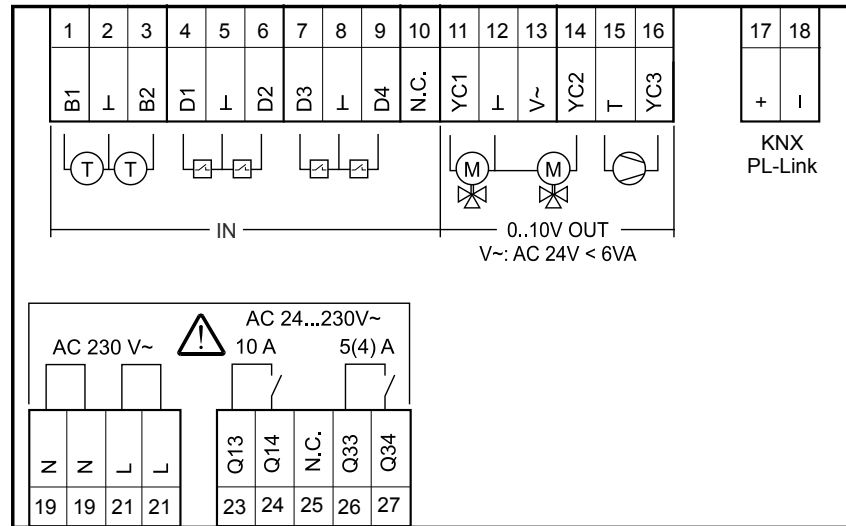 1 2 3 4 5 6 7 8 9 10 11 12 13 14 15 16 17 18
B1 ⊥ B2 D1 ⊥ D2 D3 ⊥ D4 N.C. YC1 ⊥ V~ YC2 ⊥ YC3 + –
T T M M
KNX
PL-Link
IN 0..10V OUT
V~: AC 24V < 6VA
AC 24...230V~
AC 230 V~ ! 10 A 5(4) A
N N L L Q13 Q14 N.C. Q33 Q34
19 19 21 21 23 24 25 26 27